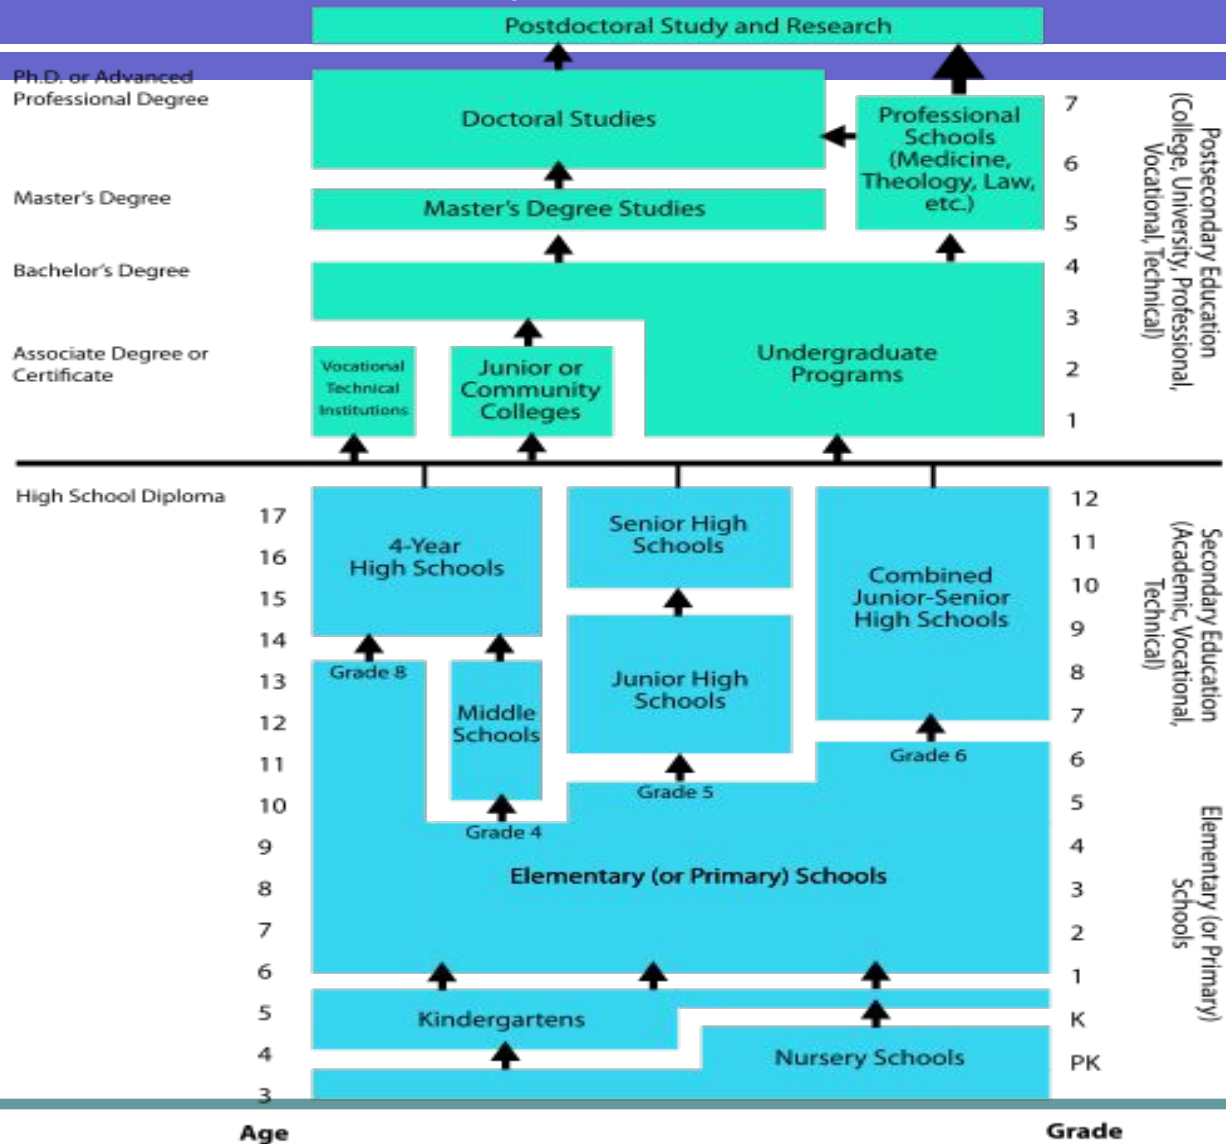 Postdoctoral Study and Research
Ph.D. or Advanced
Professional Degree
Doctoral Studies
Professional
Schools
(Medicine,
Theology, Law,
etc.)
7
6
5
Master's Degree
Master's Degree Studies
Bachelor's Degree
4
3
Associate Degree or
Certificate
Vocational
Technical
Institutions
Junior or
Community
Colleges
Undergraduate
Programs
2
1
Postsecondary Education
(College, University, Professional,
Vocational, Technical)
High School Diploma
17
16
15
14
13
12
11
10
9
8
7
6
5
4
3
4-Year
High Schools
Senior High
Schools
Combined
Junior-Senior
High Schools
Grade 8
Middle
Schools
Junior High
Schools
Grade 6
Grade 5
Grade 4
Elementary (or Primary) Schools
Kindergartens
Nursery Schools
12
11
10
9
8
7
6
5
4
3
2
1
K
PK
Secondary Education
(Academic, Vocational,
Technical)
Elementary (or Primary)
Schools
Age
Grade